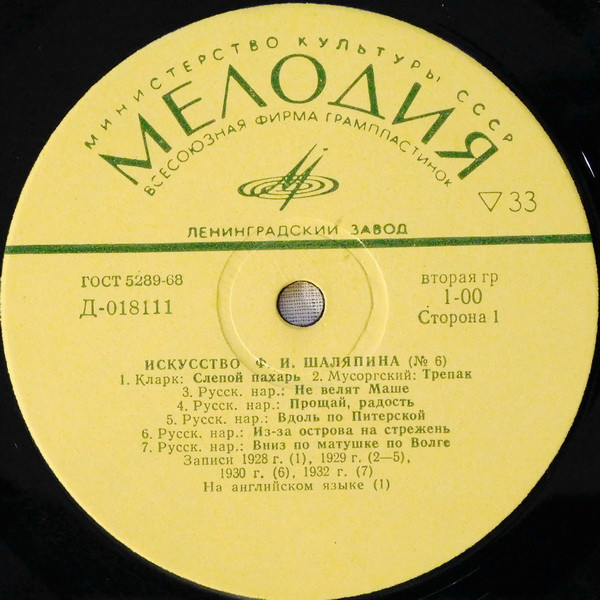 МИНИСТЕРСТВО КУЛЬТУРЫ СССР
МЕЛОДИЯ
ВСЕСОЮЗНАЯ ФИРМА ГРАМПЛАСТИНОК
▽ 33
ЛЕНИНГРАДСКИЙ ЗАВОД
ГОСТ 5289-68
Д-018111
вторая гр
1-00
Сторона 1
ИСКУССТВО Ф. И. ШАЛЯПИНА (№ 6)
1. Кларк: Слепой пахарь 2. Мусоргский: Трепак
3. Русск. нар.: Не велят Маше
4. Русск. нар.: Прощай, радость
5. Русск. нар.: Вдоль по Питерской
6. Русск. нар.: Из-за острова на стрежень
7. Русск. нар.: Вниз по матушке по Волге
Записи 1928 г. (1), 1929 г. (2—5),
1930 г. (6), 1932 г. (7)
На английском языке (1)